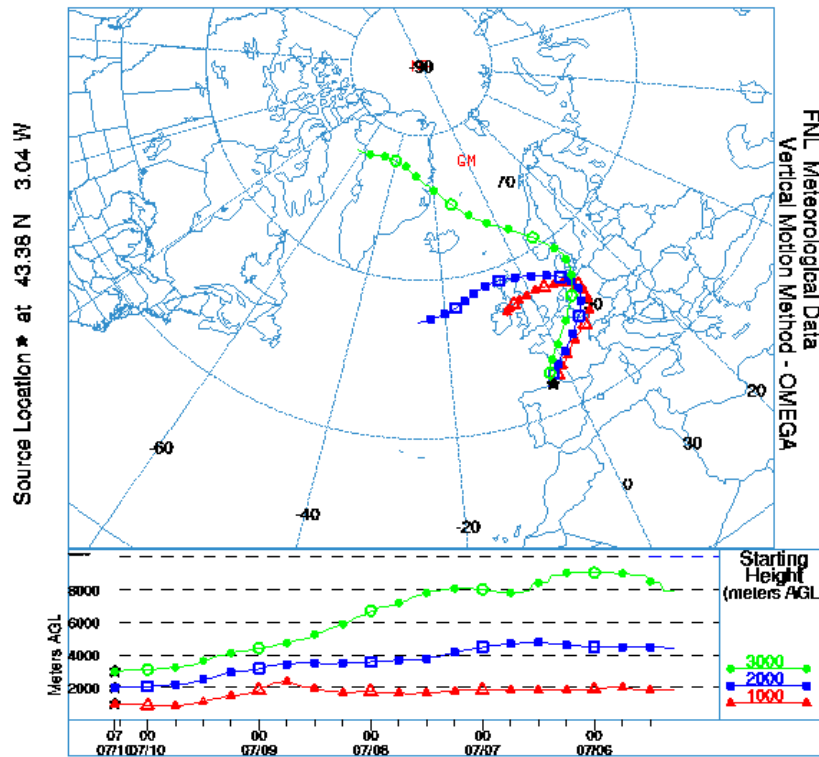 -90
GM
70
40
20
30
0
-20
-40
-60
Source Location ★ at 43.38 N 3.04 W
FNL Meteorological Data
Vertical Motion Method - OMEGA
Meters AGL
8000
6000
4000
2000
07 00 00 00 00 00
07/10 07/10 07/09 07/08 07/07 07/06
Starting
Height
(meters AGL
3000
2000
1000